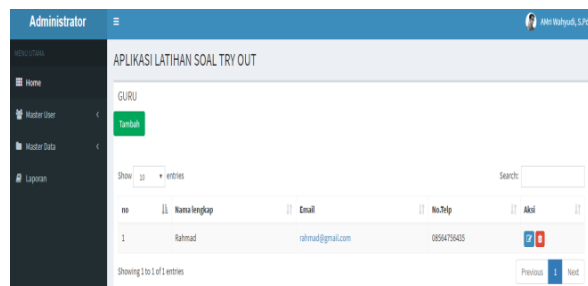 Administrator
AMri Wahyudi, S.Pd
MENU UTAMA
APLIKASI LATIHAN SOAL TRY OUT
Home
GURU
Master User
Tambah
Master Data
Laporan
Show 10 entries Search:
no Nama lengkap Email No.Telp Aksi
1 Rahmad rahmad@gmail.com 08564756435
Showing 1 to 1 of 1 entries Previous 1 Next